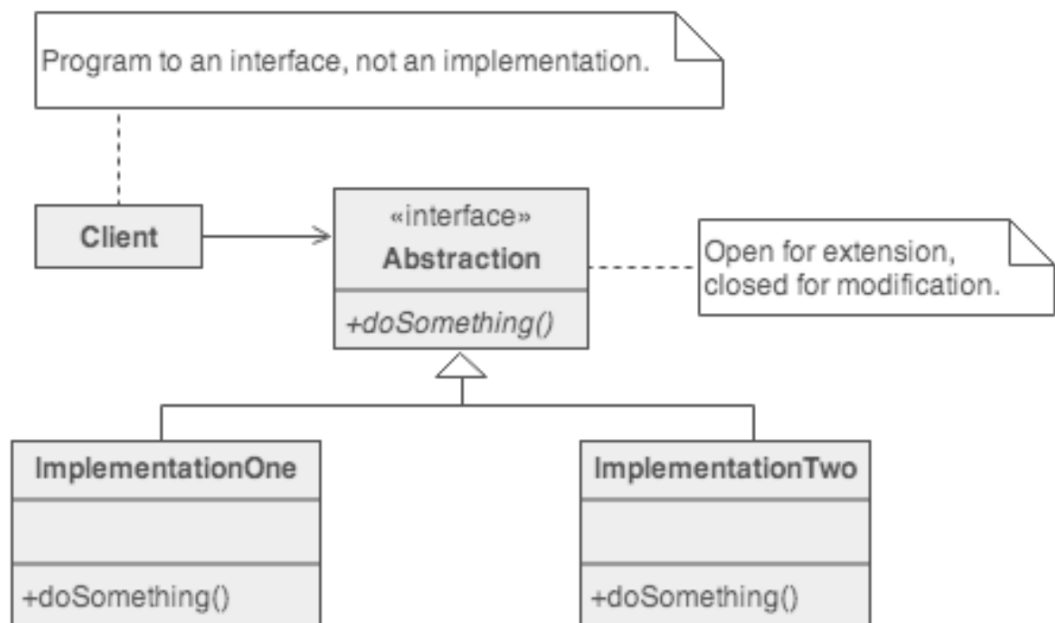 Program to an interface, not an implementation.
Client
«interface»
Abstraction
+doSomething()
Open for extension,
closed for modification.
ImplementationOne
+doSomething()
ImplementationTwo
+doSomething()